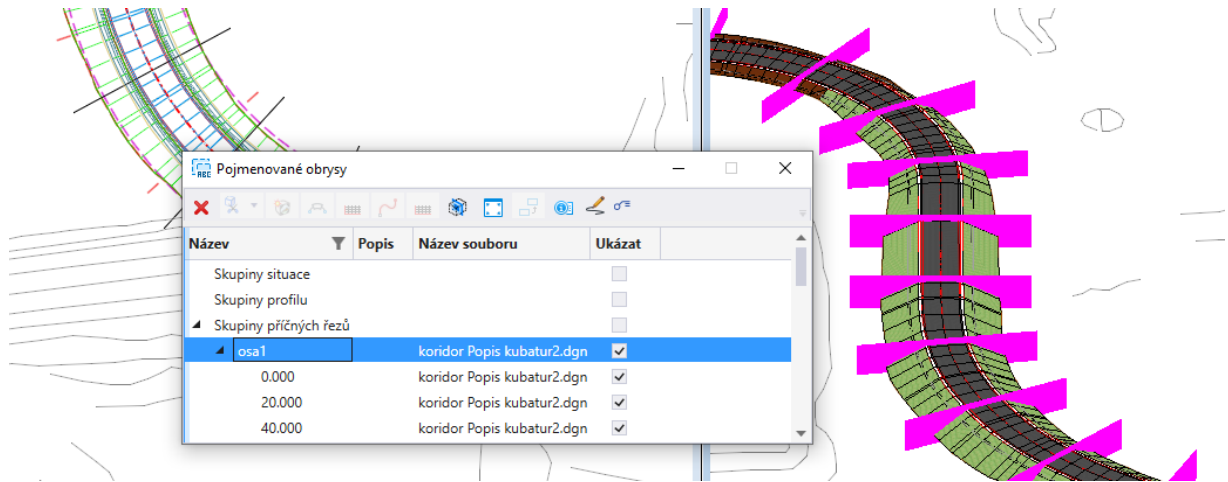 ABC Pojmenované obrysy
Název Popis Název souboru Ukázat
Skupiny situace
Skupiny profilu
Skupiny příčných řezů
osa1 koridor Popis kubatur2.dgn
0.000 koridor Popis kubatur2.dgn
20.000 koridor Popis kubatur2.dgn
40.000 koridor Popis kubatur2.dgn